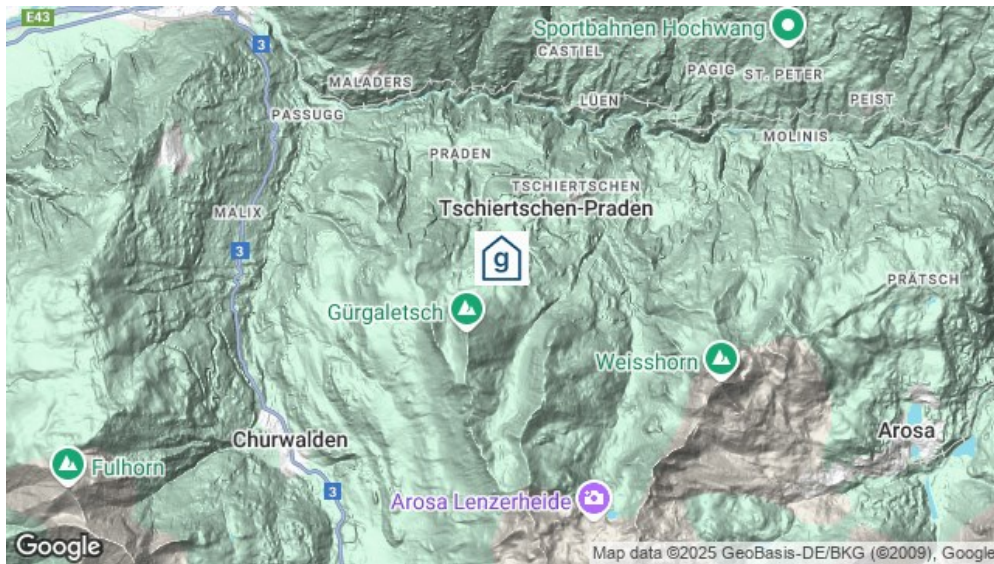 E43
Sportbahnen Hochwang
3
CASTIEL
PAGIG
ST. PETER
MALADERS
LÜEN
PEIST
PASSUGG
MOLINIS
PRADEN
TSCHIERTSCHEN
Tschiertschen-Praden
MALIX
3
g
PRÄTSCH
Gürgaletsch
Weisshorn
Churwalden
Arosa
Fulhorn
3
Arosa Lenzerheide
Google
Map data ©2025 GeoBasis-DE/BKG (©2009), Google